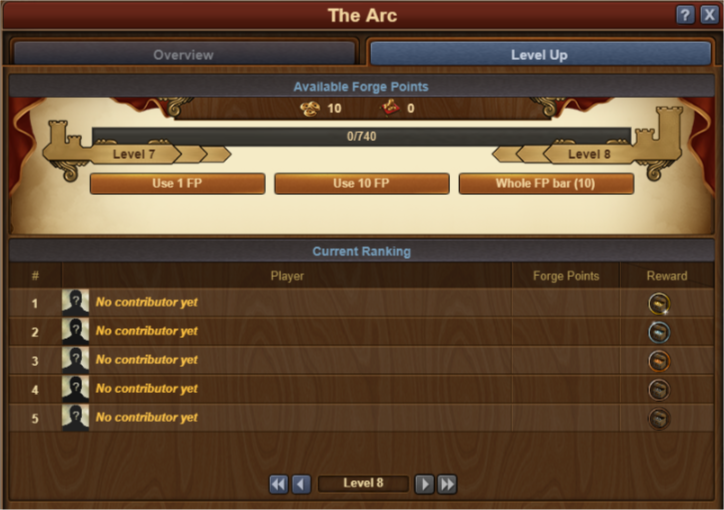 The Arc
? X
Overview Level Up
Available Forge Points
10 0
0/740
Level 7 Level 8
Use 1 FP Use 10 FP Whole FP bar (10)
Current Ranking
# Player Forge Points Reward
1 ? No contributor yet
2 ? No contributor yet
3 ? No contributor yet
4 ? No contributor yet
5 ? No contributor yet
Level 8